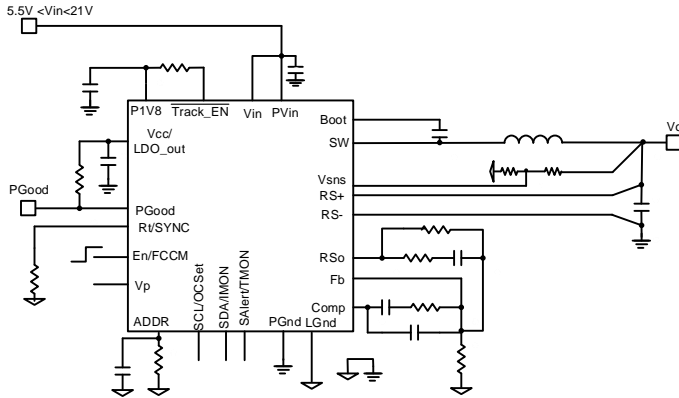 5.5V <Vin<21V
P1V8
Track_EN
Vin
PVin
Boot
Vcc/
LDO_out
SW
Vo
Vsns
PGood
RS+
RS-
PGood
Rt/SYNC
En/FCCM
RSo
Fb
Vp
Comp
ADDR
SCL/OCSet
SDA/IMON
SAlert/TMON
PGnd
LGnd